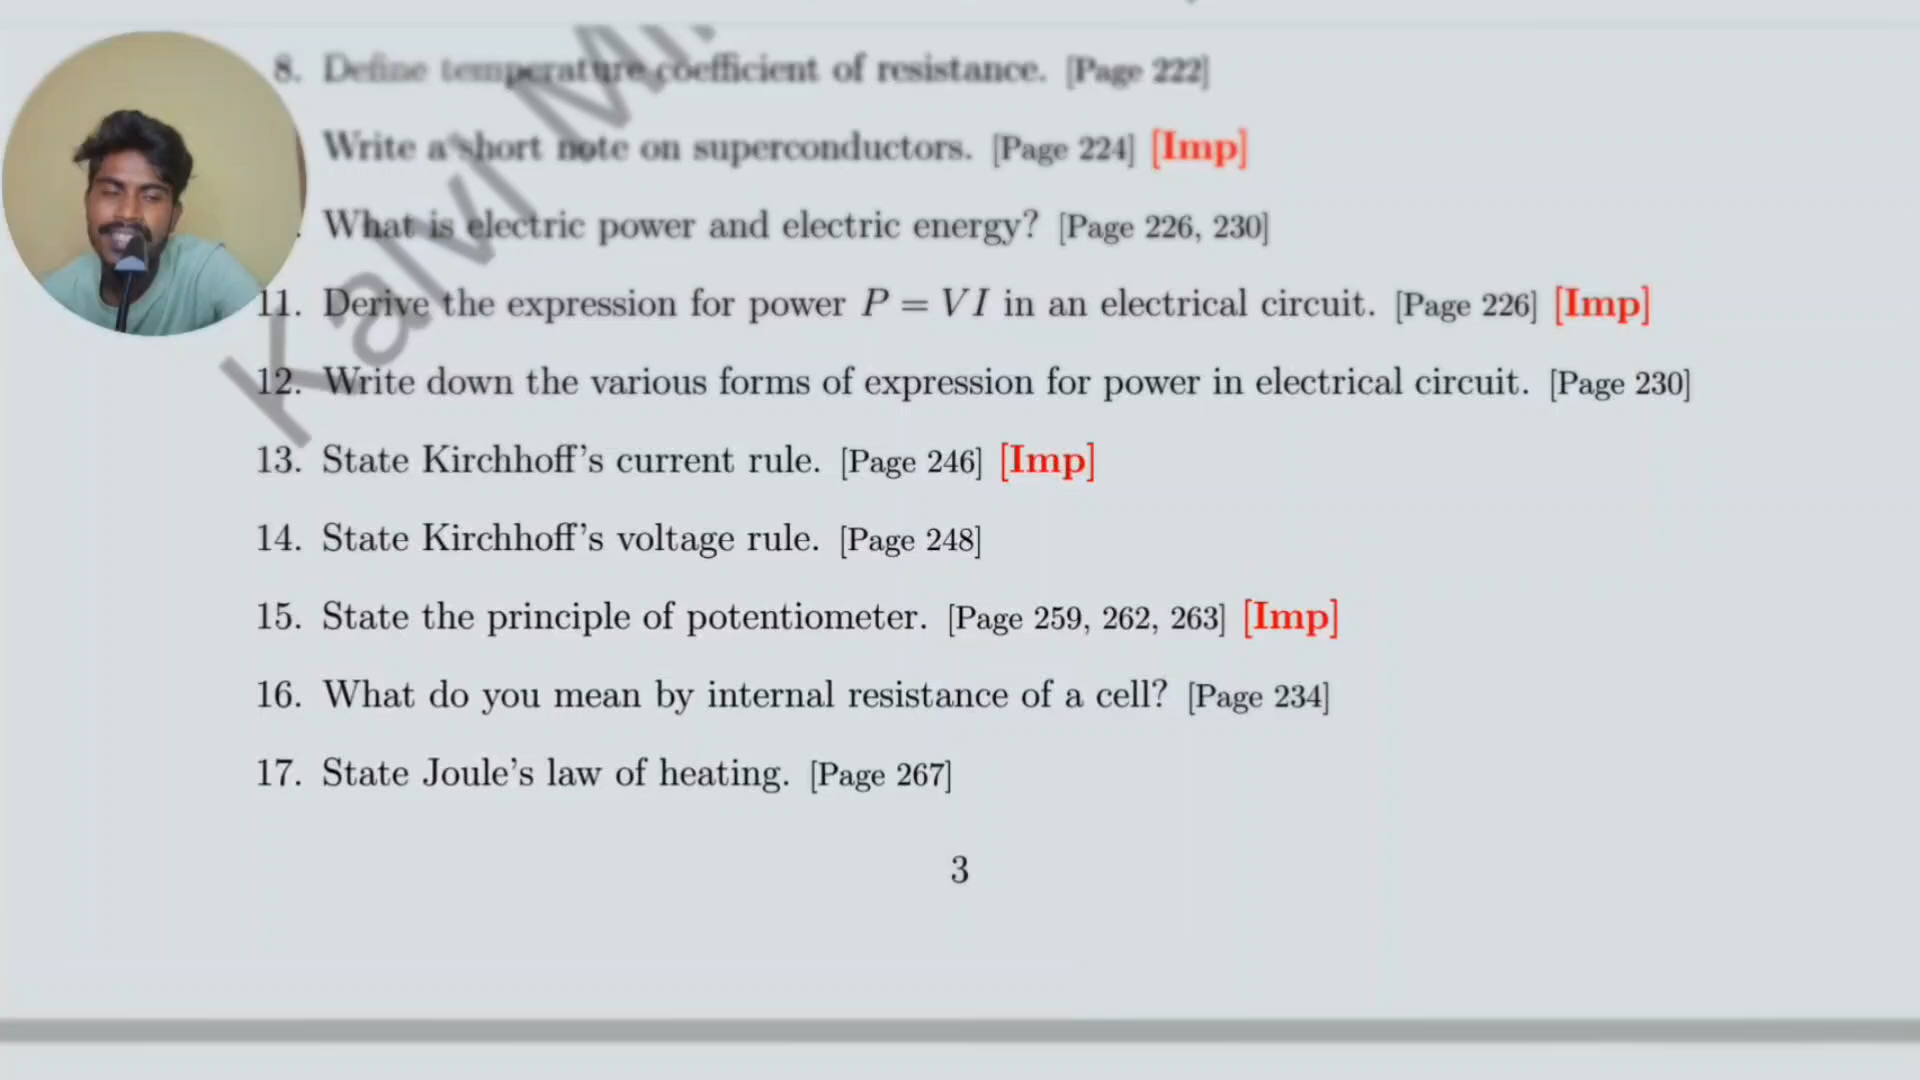 8. Define temperature coefficient of resistance. [Page 222]
Write a short note on superconductors. [Page 224] [Imp]
. What is electric power and electric energy? [Page 226, 230]
11. Derive the expression for power P = VI in an electrical circuit. [Page 226] [Imp]
12. Write down the various forms of expression for power in electrical circuit. [Page 230]
13. State Kirchhoff's current rule. [Page 246] [Imp]
14. State Kirchhoff's voltage rule. [Page 248]
15. State the principle of potentiometer. [Page 259, 262, 263] [Imp]
16. What do you mean by internal resistance of a cell? [Page 234]
17. State Joule's law of heating. [Page 267]
3
Kalvi